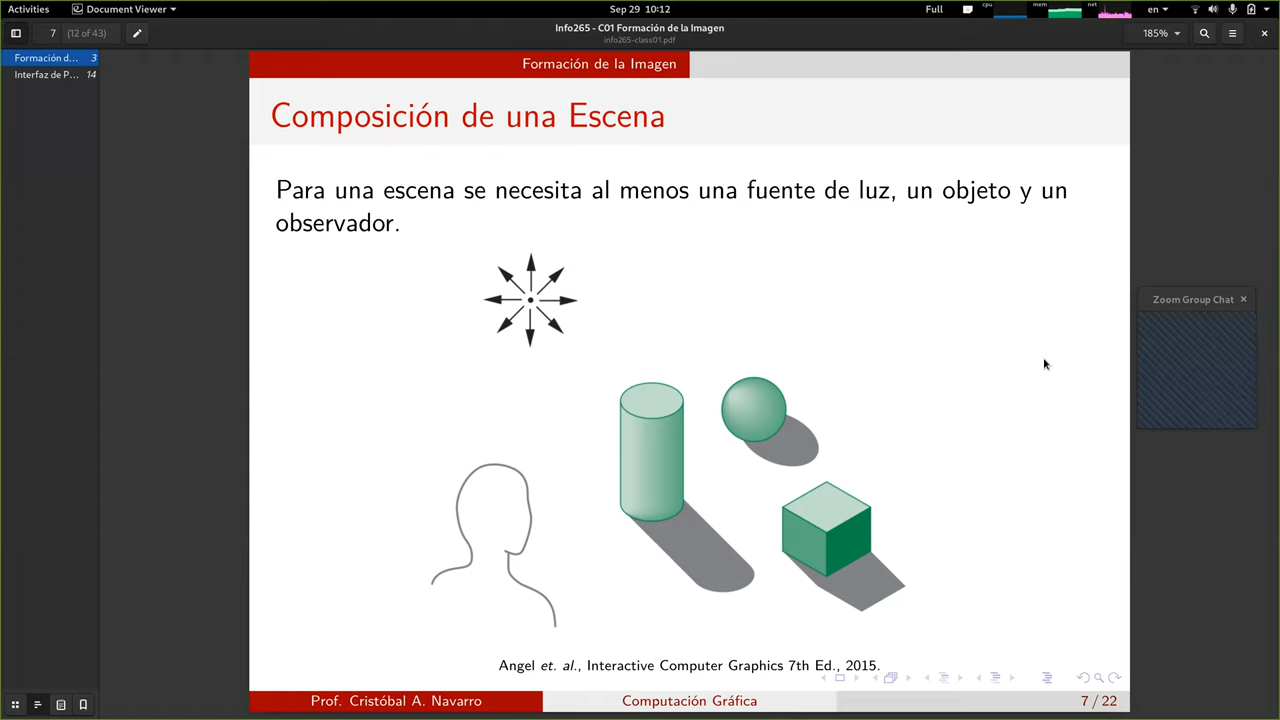 Activities Document Viewer Sep 29 10:12 Full cpu mem net en
7 (12 of 43) Info265 - C01 Formación de la Imagen 185%
info265-class01.pdf
Formación d... 3
Interfaz de P... 14
Formación de la Imagen
Composición de una Escena
Para una escena se necesita al menos una fuente de luz, un objeto y un
observador.
Zoom Group Chat
Angel et. al., Interactive Computer Graphics 7th Ed., 2015.
Prof. Cristóbal A. Navarro Computación Gráfica 7 / 22